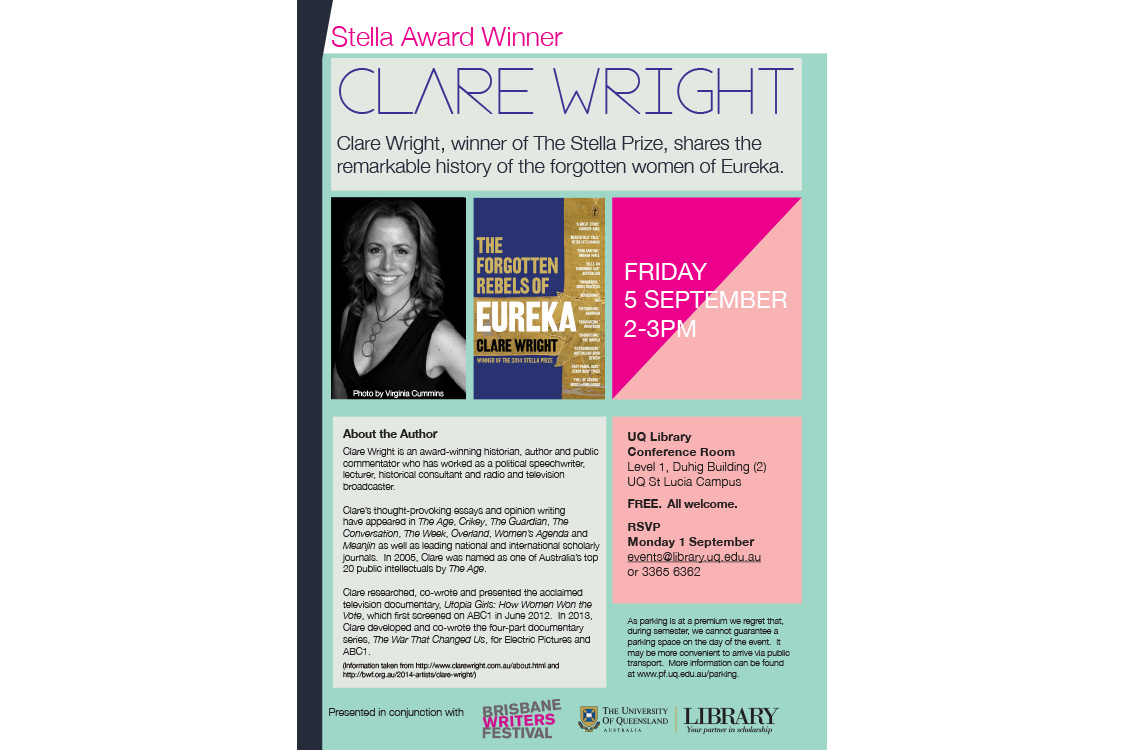 Stella Award Winner
CLARE WRIGHT
Clare Wright, winner of The Stella Prize, shares the
remarkable history of the forgotten women of Eureka.
Photo by Virginia Cummins
THE
FORGOTTEN
REBELS OF
EUREKA
CLARE WRIGHT
WINNER OF THE 2014 STELLA PRIZE
FRIDAY
5 SEPTEMBER
2-3PM
About the Author
Clare Wright is an award-winning historian, author and public
commentator who has worked as a political speechwriter,
lecturer, historical consultant and radio and television
broadcaster.
Clare's thought-provoking essays and opinion writing
have appeared in The Age, Crikey, The Guardian, The
Conversation, The Week, Overland, Women's Agenda and
Meanjin as well as leading national and international scholarly
journals.  In 2005, Clare was named as one of Australia's top
20 public intellectuals by The Age.
Clare researched, co-wrote and presented the acclaimed
television documentary, Utopia Girls: How Women Won the
Vote, which first screened on ABC1 in June 2012.  In 2013,
Clare developed and co-wrote the four-part documentary
series, The War That Changed Us, for Electric Pictures and
ABC1.
(Information taken from http://www.clarewright.com.au/about.html and
http://bwf.org.au/2014-artists/clare-wright/)
UQ Library
Conference Room
Level 1, Duhig Building (2)
UQ St Lucia Campus
FREE.  All welcome.
RSVP
Monday 1 September
events@library.uq.edu.au
or 3365 6362
As parking is at a premium we regret that,
during semester, we cannot guarantee a
parking space on the day of the event.  It
may be more convenient to arrive via public
transport.  More information can be found
at www.pf.uq.edu.au/parking.
Presented in conjunction with
BRISBANE
WRITERS
FESTIVAL
THE UNIVERSITY
OF QUEENSLAND
AUSTRALIA
LIBRARY
Your partner in scholarship